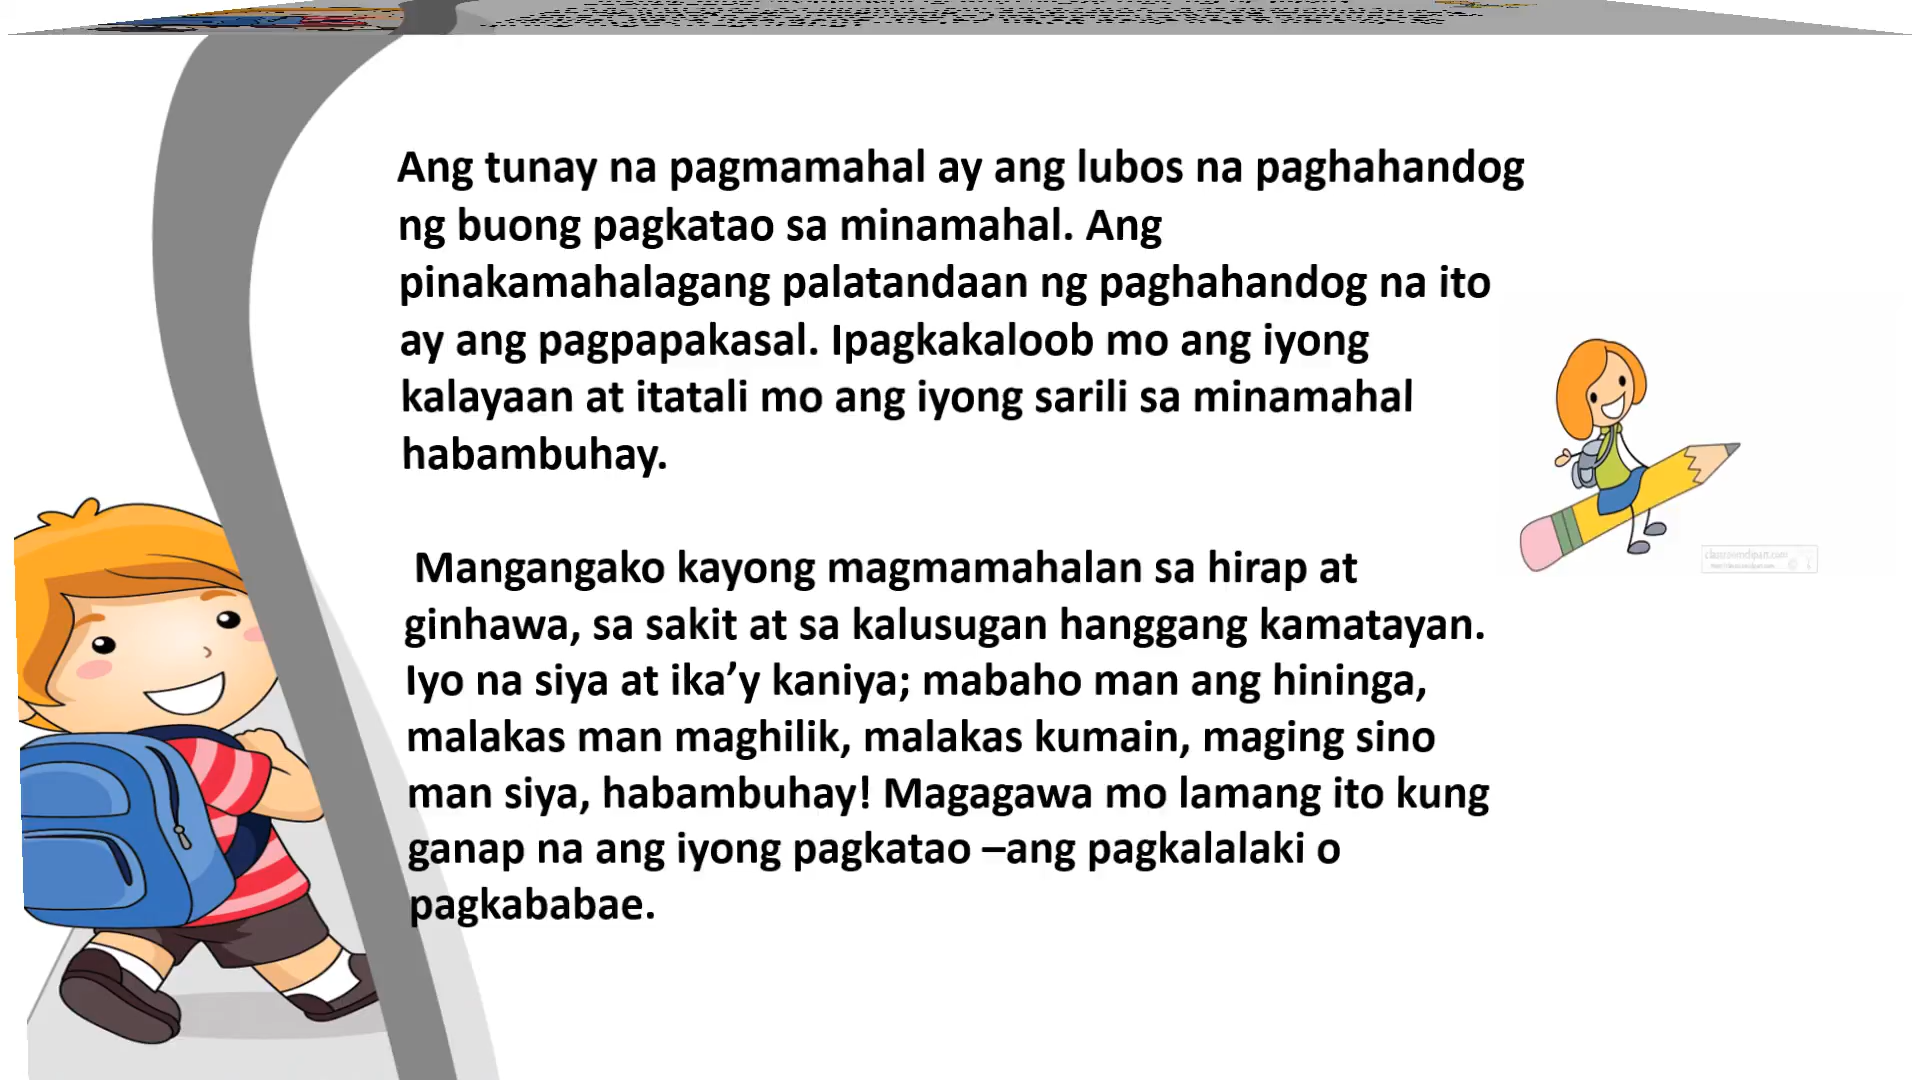 Ang tunay na pagmamahal ay ang lubos na paghahandog
ng buong pagkatao sa minamahal. Ang
pinakamahalagang palatandaan ng paghahandog na ito
ay ang pagpapakasal. Ipagkakaloob mo ang iyong
kalayaan at itatali mo ang iyong sarili sa minamahal
habambuhay.
Mangangako kayong magmamahalan sa hirap at
ginhawa, sa sakit at sa kalusugan hanggang kamatayan.
Iyo na siya at ika’y kaniya; mabaho man ang hininga,
malakas man maghilik, malakas kumain, maging sino
man siya, habambuhay! Magagawa mo lamang ito kung
ganap na ang iyong pagkatao –ang pagkalalaki o
pagkababae.